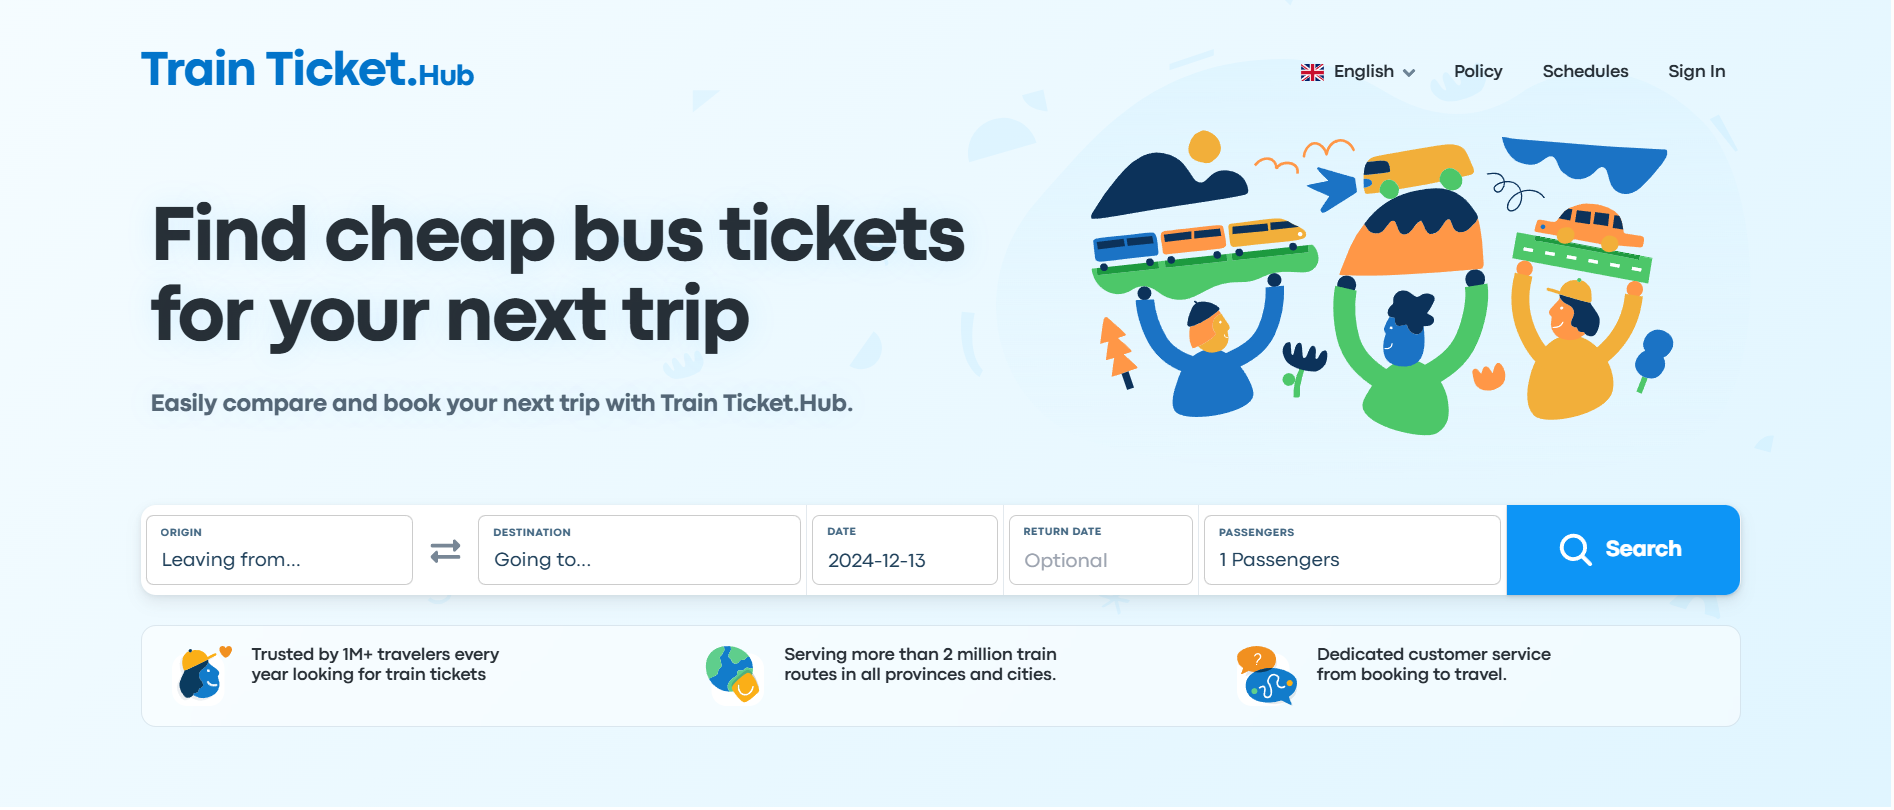 Train Ticket.Hub
English
Policy
Schedules
Sign In
Find cheap bus tickets
for your next trip
Easily compare and book your next trip with Train Ticket.Hub.
ORIGIN
Leaving from...
DESTINATION
Going to...
DATE
2024-12-13
RETURN DATE
Optional
PASSENGERS
1 Passengers
Search
Trusted by 1M+ travelers every
year looking for train tickets
Serving more than 2 million train
routes in all provinces and cities.
?
Dedicated customer service
from booking to travel.